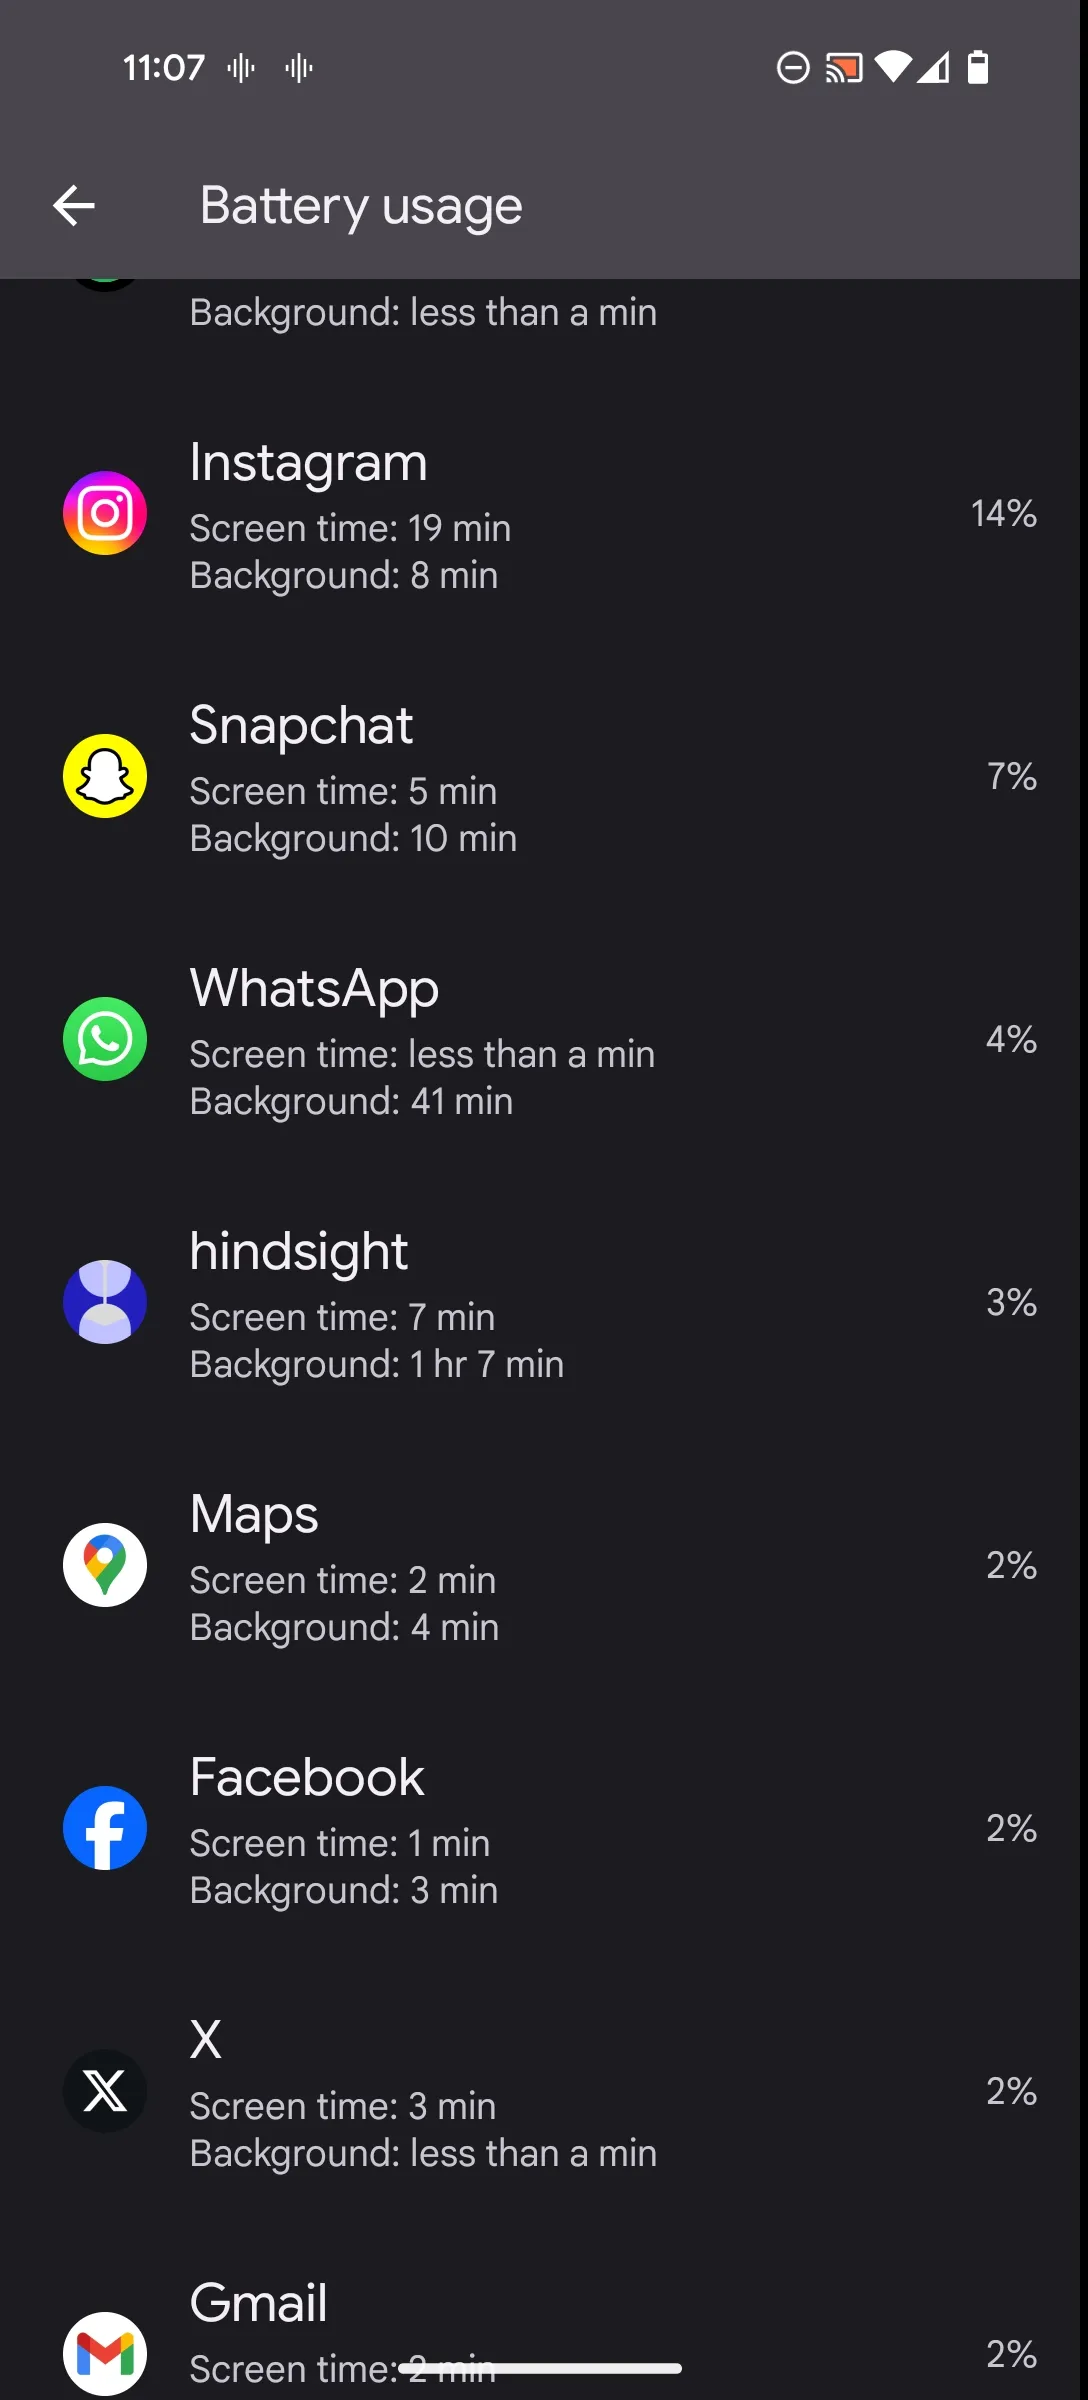 11:07
Battery usage
Background: less than a min
Instagram
Screen time: 19 min
Background: 8 min
14%
Snapchat
Screen time: 5 min
Background: 10 min
7%
WhatsApp
Screen time: less than a min
Background: 41 min
4%
hindsight
Screen time: 7 min
Background: 1 hr 7 min
3%
Maps
Screen time: 2 min
Background: 4 min
2%
Facebook
Screen time: 1 min
Background: 3 min
2%
X
Screen time: 3 min
Background: less than a min
2%
Gmail
Screen time: 2 min
2%